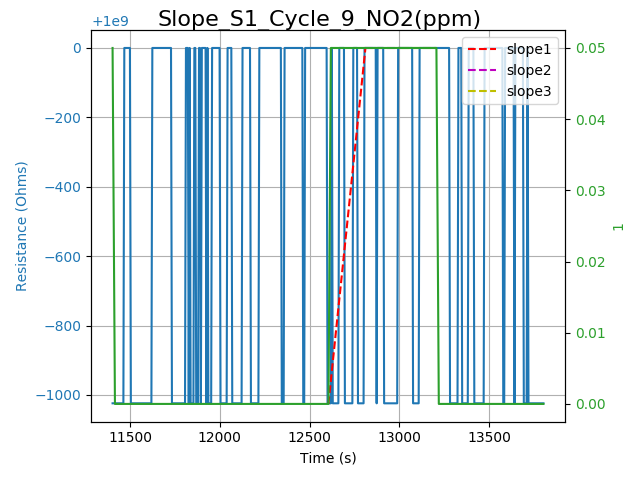 Slope_S1_Cycle_9_NO2(ppm)
+1e9
0
−200
−400
−600
−800
−1000
Resistance (Ohms)
11500
12000
12500
13000
13500
Time (s)
0.05
0.04
0.03
0.02
0.01
0.00
1
slope1
slope2
slope3